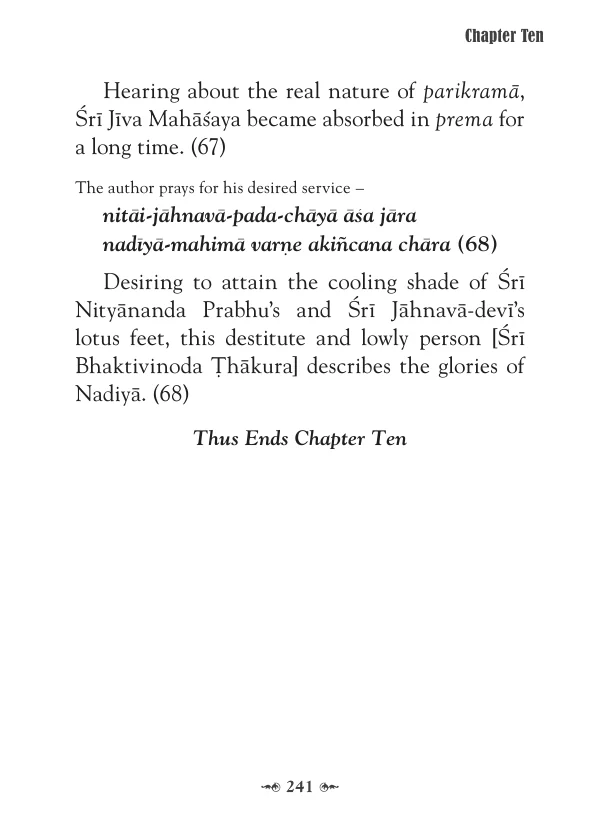 Chapter Ten
Hearing about the real nature of parikramā,
Śrī Jīva Mahāśaya became absorbed in prema for
a long time. (67)
The author prays for his desired service –
nitāi-jāhnavā-pada-chāyā āśa jāra
nadīyā-mahimā varṇe akiñcana chāra (68)
Desiring to attain the cooling shade of Śrī
Nityānanda Prabhu’s and Śrī Jāhnavā-devī’s
lotus feet, this destitute and lowly person [Śrī
Bhaktivinoda Ṭhākura] describes the glories of
Nadiyā. (68)
Thus Ends Chapter Ten
241